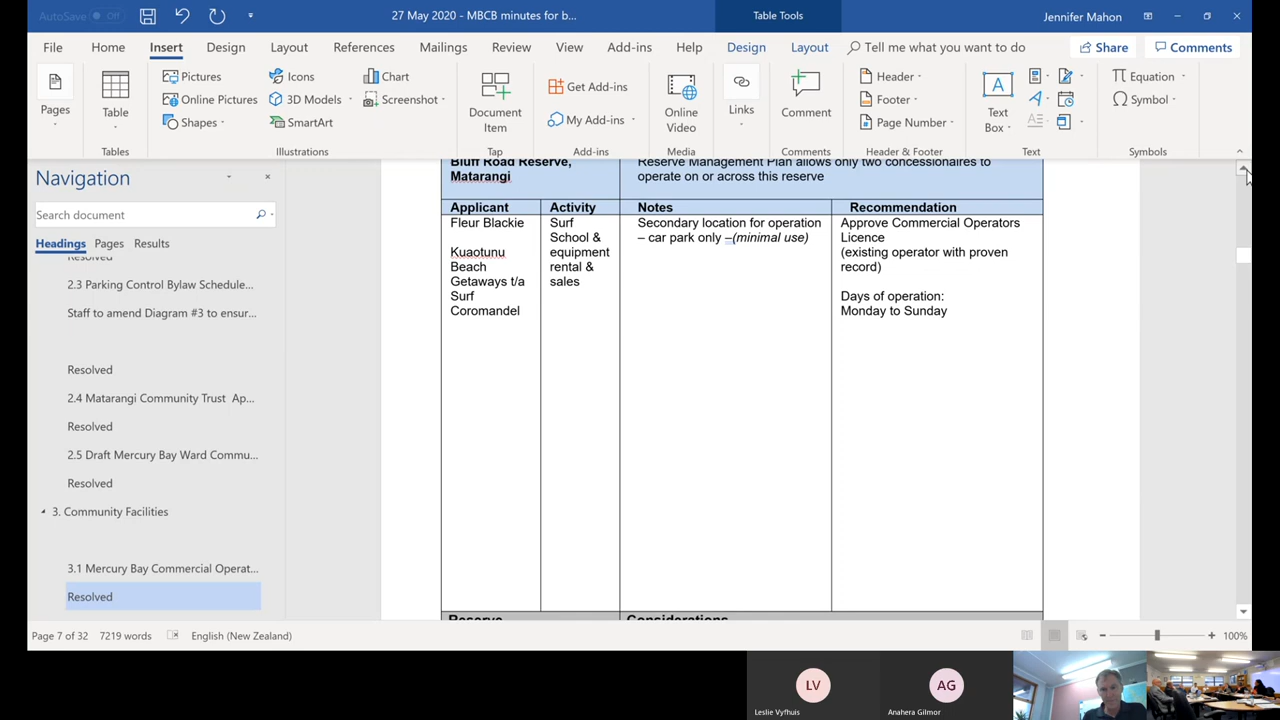 AutoSave Off 27 May 2020 - MBCB minutes for b... Table Tools Jennifer Mahon
File Home Insert Design Layout References Mailings Review View Add-ins Help Design Layout Tell me what you want to do Share Comments
Pages
Table
Tables
Pictures
Online Pictures
Shapes
Icons
3D Models
SmartArt
Chart
Screenshot
Illustrations
Document
Item
Tap
Get Add-ins
My Add-ins
Add-ins
Online
Video
Media
Links
Comment
Comments
Header
Footer
Page Number
Header & Footer
A
Text
Box
Text
Equation
Symbol
Symbols
Navigation
Search document
Headings Pages Results
Resolved
2.3 Parking Control Bylaw Schedule...
Staff to amend Diagram #3 to ensur...
Resolved
2.4 Matarangi Community Trust Ap...
Resolved
2.5 Draft Mercury Bay Ward Commu...
Resolved
3. Community Facilities
3.1 Mercury Bay Commercial Operat...
Resolved
Bluff Road Reserve,
Matarangi
Reserve Management Plan allows only two concessionaires to
operate on or across this reserve
Applicant Activity Notes Recommendation
Fleur Blackie
Kuaotunu
Beach
Getaways t/a
Surf
Coromandel
Surf
School &
equipment
rental &
sales
Secondary location for operation
– car park only –(minimal use)
Approve Commercial Operators
Licence
(existing operator with proven
record)
Days of operation:
Monday to Sunday
Reserve Considerations
Page 7 of 32 7219 words English (New Zealand) 100%
LV
Leslie Vyfhuis
AG
Anahera Gilmor